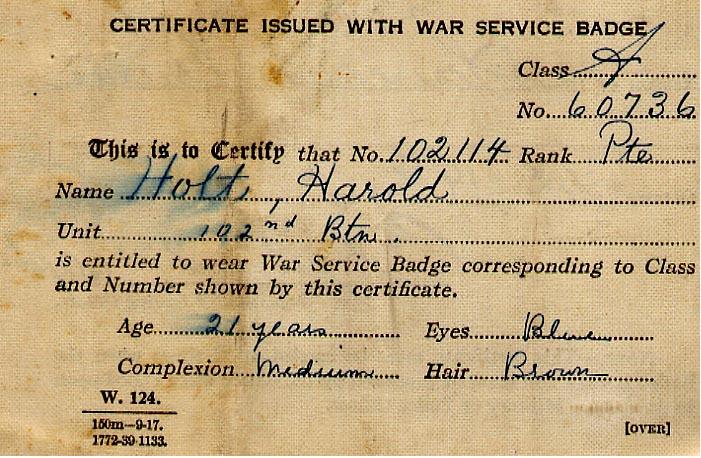 CERTIFICATE ISSUED WITH WAR SERVICE BADGE
Class A
No. 60736
This is to Certify that No. 102114 Rank Pte
Name Holt, Harold
Unit 102nd Btn.
is entitled to wear War Service Badge corresponding to Class
and Number shown by this certificate.
Age 21 years Eyes Blue
Complexion Medium Hair Brown
W. 124.
150m—9-17.
1772-39-1133.
[OVER]